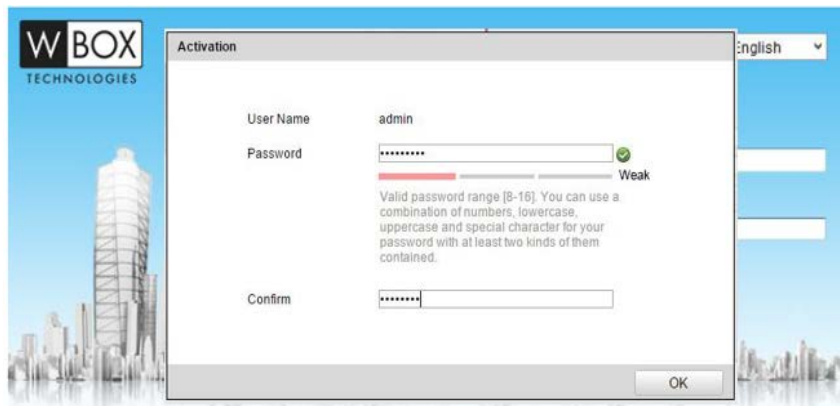 W BOX
TECHNOLOGIES
Activation
English
User Name admin
Password •••••••••
Weak
Valid password range [8-16]. You can use a
combination of numbers, lowercase,
uppercase and special character for your
password with at least two kinds of them
contained.
Confirm ••••••••
OK